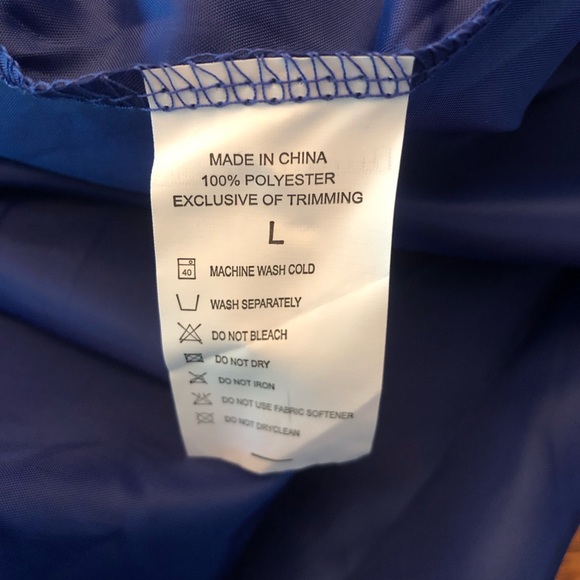 MADE IN CHINA
100% POLYESTER
EXCLUSIVE OF TRIMMING
L
40 MACHINE WASH COLD
WASH SEPARATELY
DO NOT BLEACH
DO NOT DRY
DO NOT IRON
DO NOT USE FABRIC SOFTENER
DO NOT DRYCLEAN